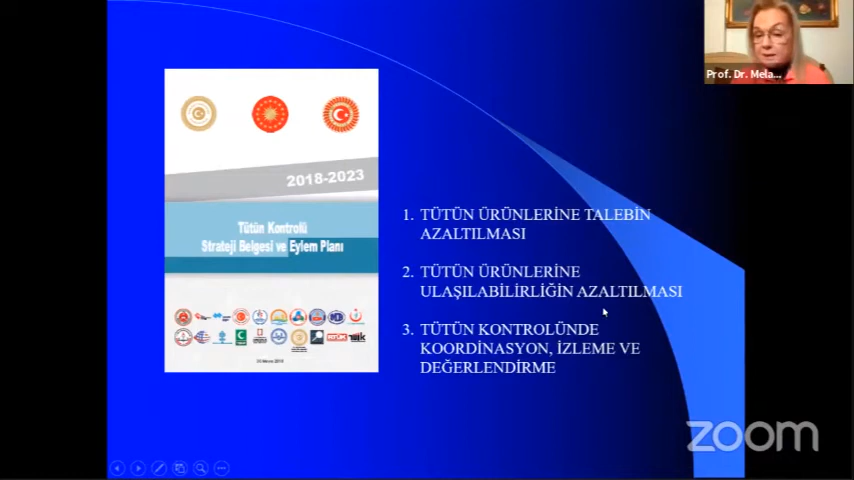 Prof. Dr. Mela...
2018-2023
Tütün Kontrolü
Strateji Belgesi ve Eylem Planı
1. TÜTÜN ÜRÜNLERİNE TALEBİN
AZALTILMASI
2. TÜTÜN ÜRÜNLERİNE
ULAŞILABİLİRLİĞİN AZALTILMASI
3. TÜTÜN KONTROLÜNDE
KOORDİNASYON, İZLEME VE
DEĞERLENDİRME
zoom